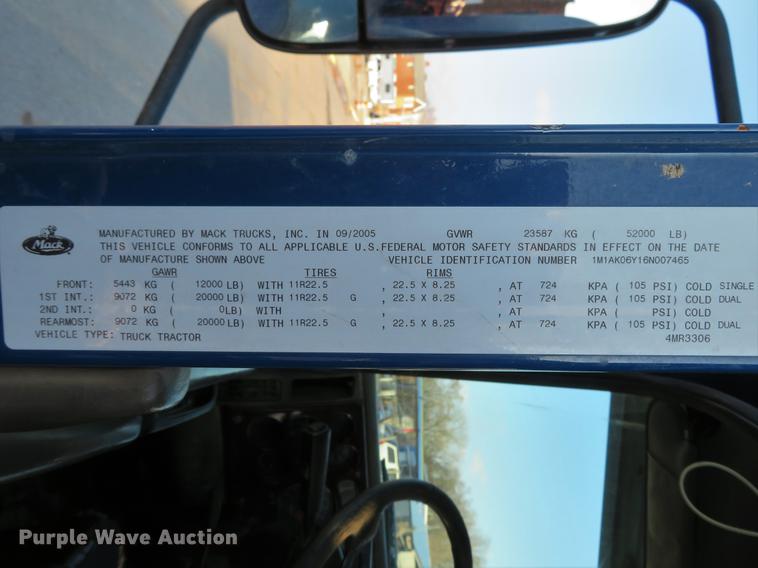 Mack
MANUFACTURED BY MACK TRUCKS, INC. IN 09/2005 GVWR 23587 KG ( 52000 LB)
THIS VEHICLE CONFORMS TO ALL APPLICABLE U.S.FEDERAL MOTOR SAFETY STANDARDS IN EFFECT ON THE DATE
OF MANUFACTURE SHOWN ABOVE VEHICLE IDENTIFICATION NUMBER 1M1AK06Y16N007465
GAWR TIRES RIMS
FRONT: 5443 KG ( 12000 LB) WITH 11R22.5 , 22.5 X 8.25 , AT 724 KPA ( 105 PSI) COLD SINGLE
1ST INT.: 9072 KG ( 20000 LB) WITH 11R22.5 G , 22.5 X 8.25 , AT 724 KPA ( 105 PSI) COLD DUAL
2ND INT.: 0 KG ( 0LB) WITH , , AT KPA ( PSI) COLD
REARMOST: 9072 KG ( 20000 LB) WITH 11R22.5 G , 22.5 X 8.25 , AT 724 KPA ( 105 PSI) COLD DUAL
VEHICLE TYPE: TRUCK TRACTOR 4MR3306
Purple Wave Auction